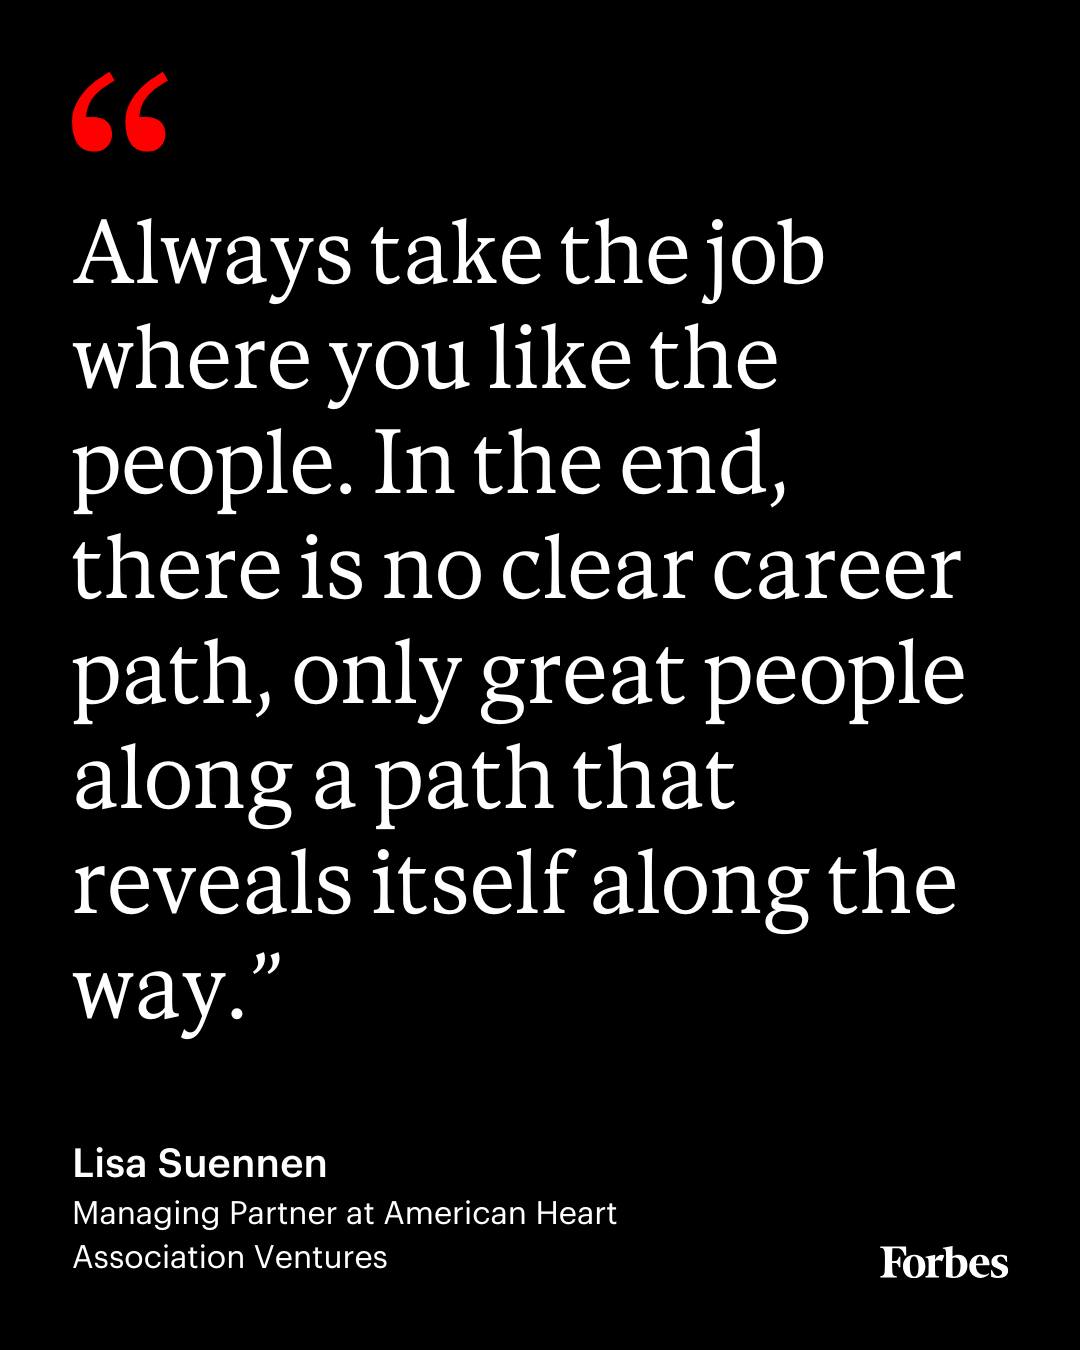 “
Always take the job
where you like the
people. In the end,
there is no clear career
path, only great people
along a path that
reveals itself along the
way.”
Lisa Suennen
Managing Partner at American Heart
Association Ventures
Forbes